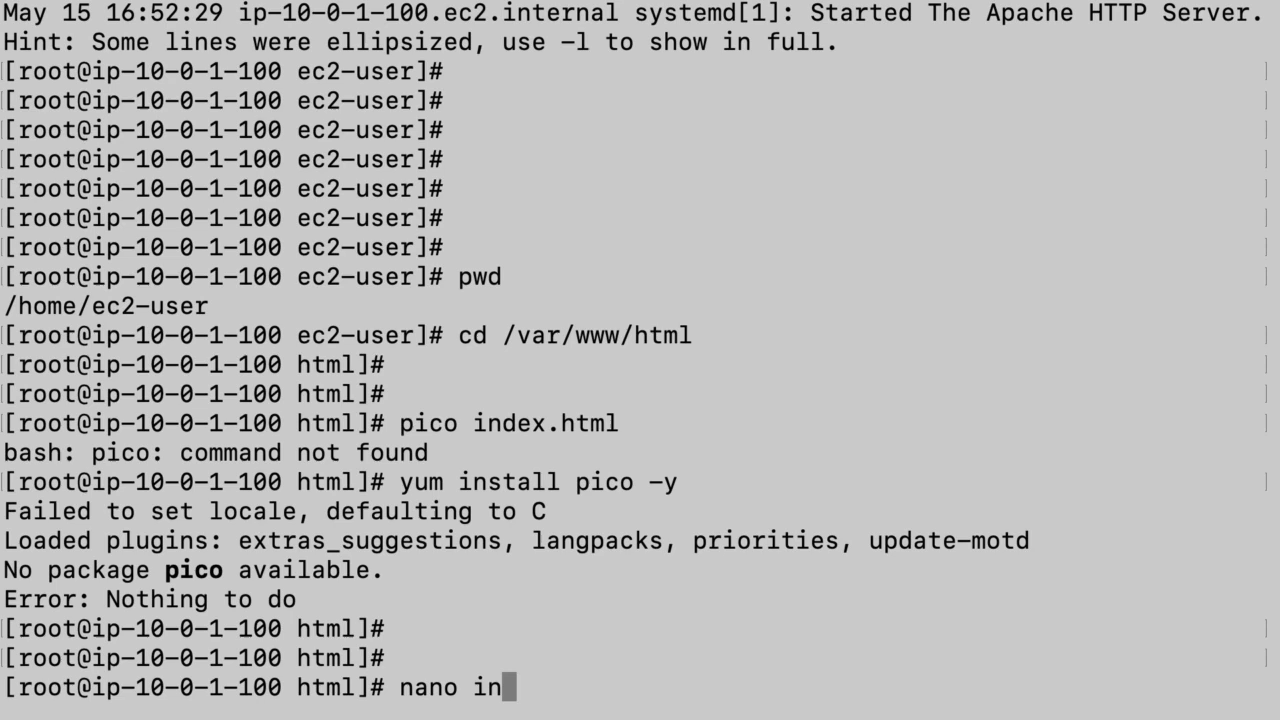 May 15 16:52:29 ip-10-0-1-100.ec2.internal systemd[1]: Started The Apache HTTP Server.
Hint: Some lines were ellipsized, use -l to show in full.
[root@ip-10-0-1-100 ec2-user]#
[root@ip-10-0-1-100 ec2-user]#
[root@ip-10-0-1-100 ec2-user]#
[root@ip-10-0-1-100 ec2-user]#
[root@ip-10-0-1-100 ec2-user]#
[root@ip-10-0-1-100 ec2-user]#
[root@ip-10-0-1-100 ec2-user]#
[root@ip-10-0-1-100 ec2-user]# pwd
/home/ec2-user
[root@ip-10-0-1-100 ec2-user]# cd /var/www/html
[root@ip-10-0-1-100 html]#
[root@ip-10-0-1-100 html]#
[root@ip-10-0-1-100 html]# pico index.html
bash: pico: command not found
[root@ip-10-0-1-100 html]# yum install pico -y
Failed to set locale, defaulting to C
Loaded plugins: extras_suggestions, langpacks, priorities, update-motd
No package pico available.
Error: Nothing to do
[root@ip-10-0-1-100 html]#
[root@ip-10-0-1-100 html]#
[root@ip-10-0-1-100 html]# nano in